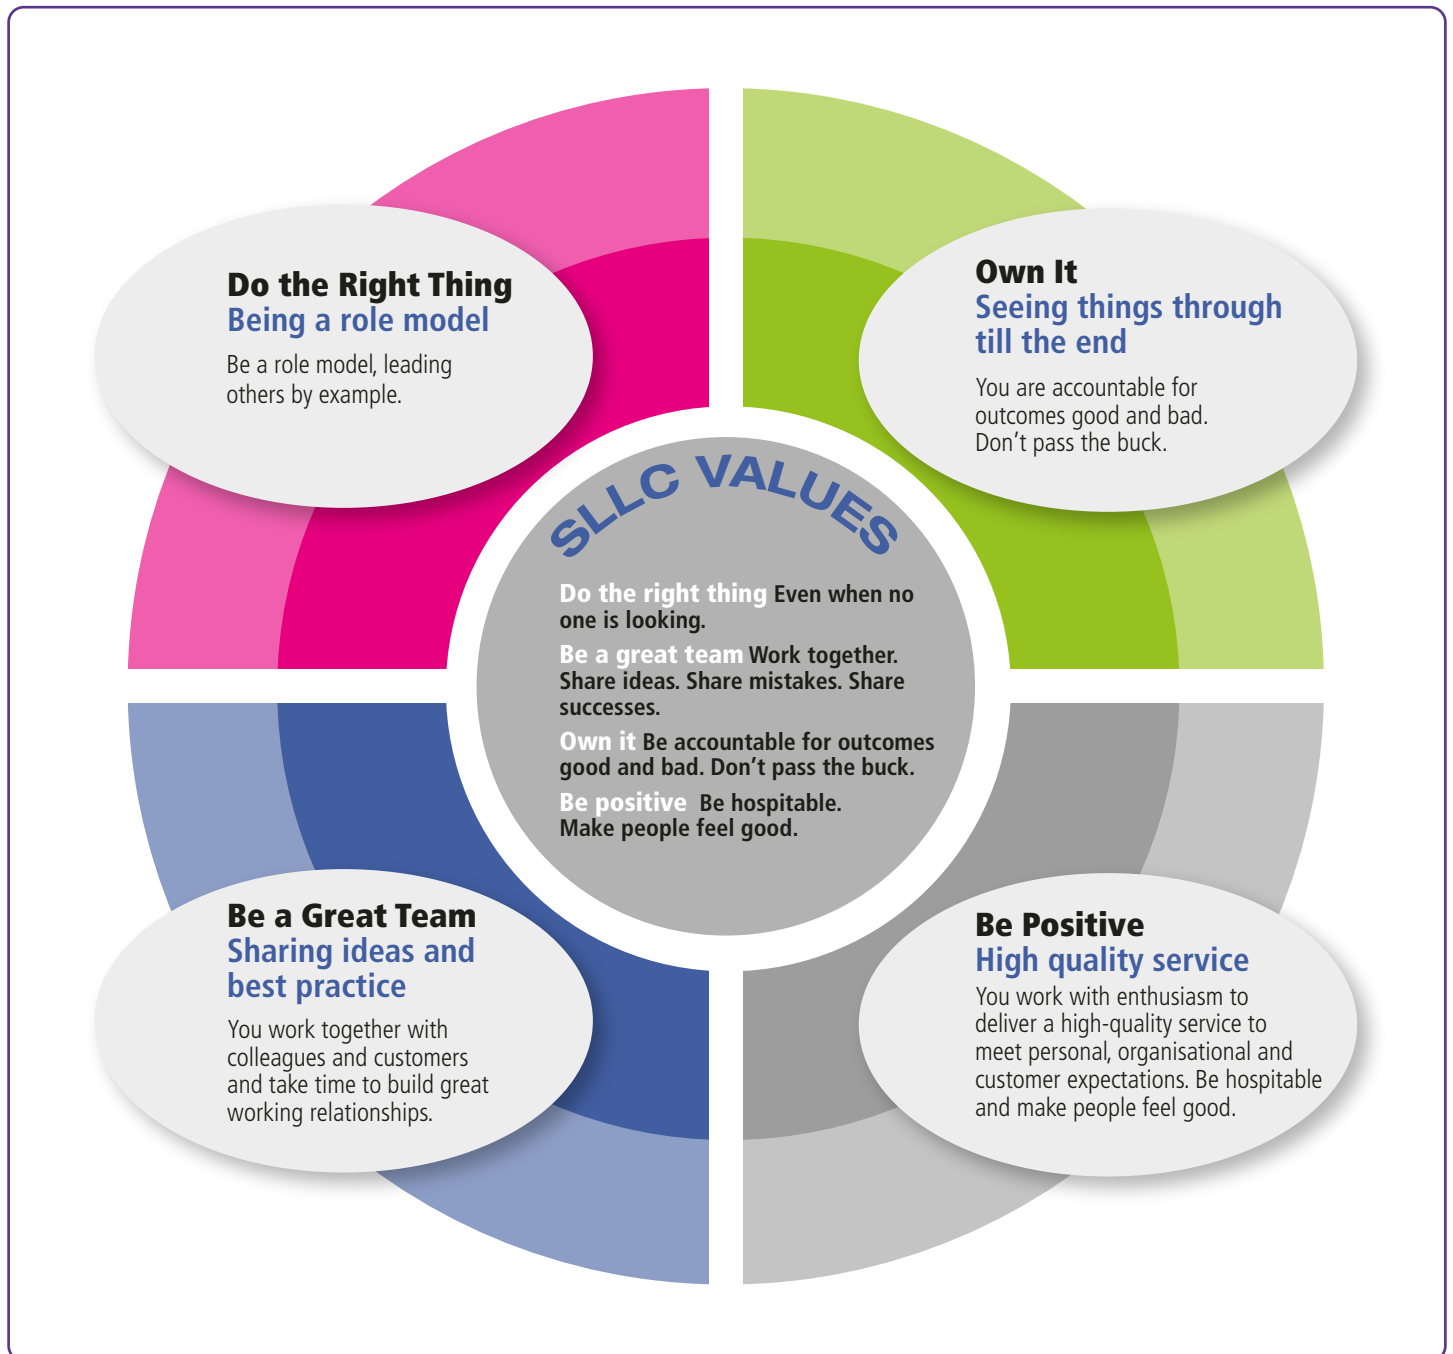 Do the Right Thing
Being a role model
Be a role model, leading
others by example.
Own It
Seeing things through
till the end
You are accountable for
outcomes good and bad.
Don't pass the buck.
SLLC VALUES
Do the right thing Even when no
one is looking.
Be a great team Work together.
Share ideas. Share mistakes. Share
successes.
Own it Be accountable for outcomes
good and bad. Don't pass the buck.
Be positive Be hospitable.
Make people feel good.
Be a Great Team
Sharing ideas and
best practice
You work together with
colleagues and customers
and take time to build great
working relationships.
Be Positive
High quality service
You work with enthusiasm to
deliver a high-quality service to
meet personal, organisational and
customer expectations. Be hospitable
and make people feel good.